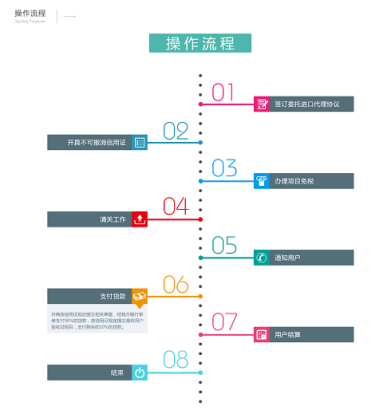 操作流程
Operating Procedures
操作流程
01
签订委托进口代理协议
02
开具不可撤消信用证
03
办理项目免税
04
清关工作
05
通知用户
06
支付货款
07
用户结算
08
结束